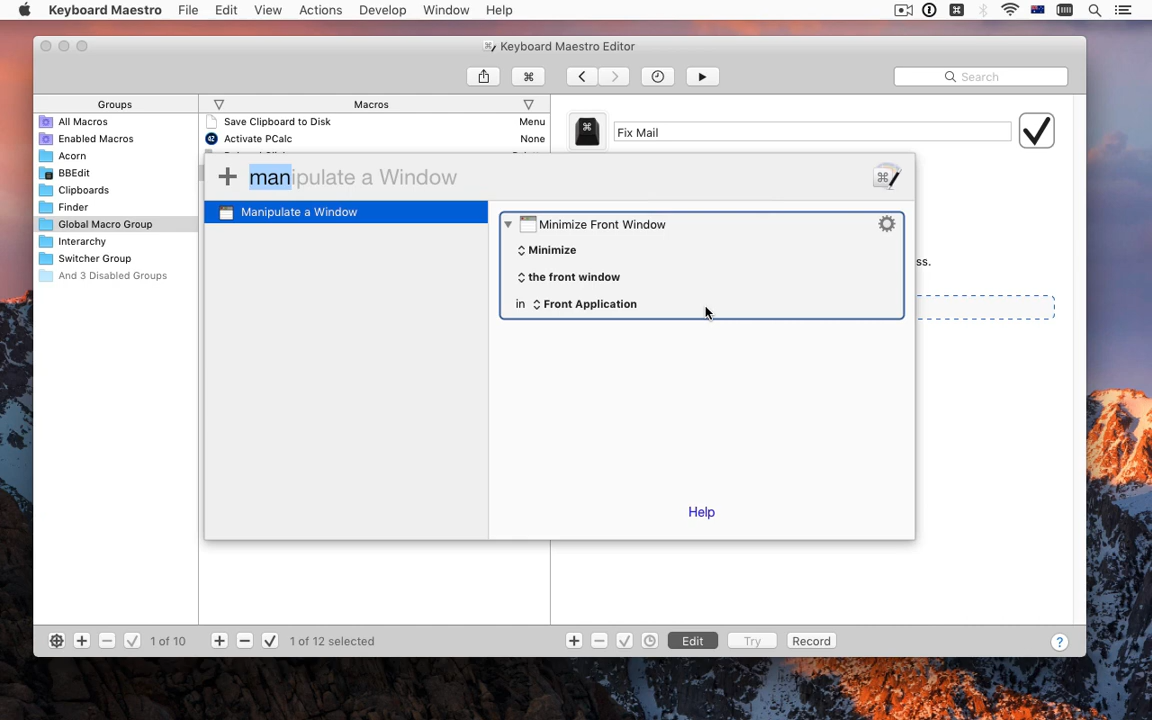 Keyboard Maestro File Edit View Actions Develop Window Help
Keyboard Maestro Editor
Search
Groups
All Macros
Enabled Macros
Acorn
BBEdit
Clipboards
Finder
Global Macro Group
Interarchy
Switcher Group
And 3 Disabled Groups
Macros
Save Clipboard to Disk Menu
Activate PCalc None
Fix Mail
manipulate a Window
Manipulate a Window
Minimize Front Window
Minimize
the front window
in Front Application
Help
ss.
1 of 10
1 of 12 selected
Edit Try Record ?